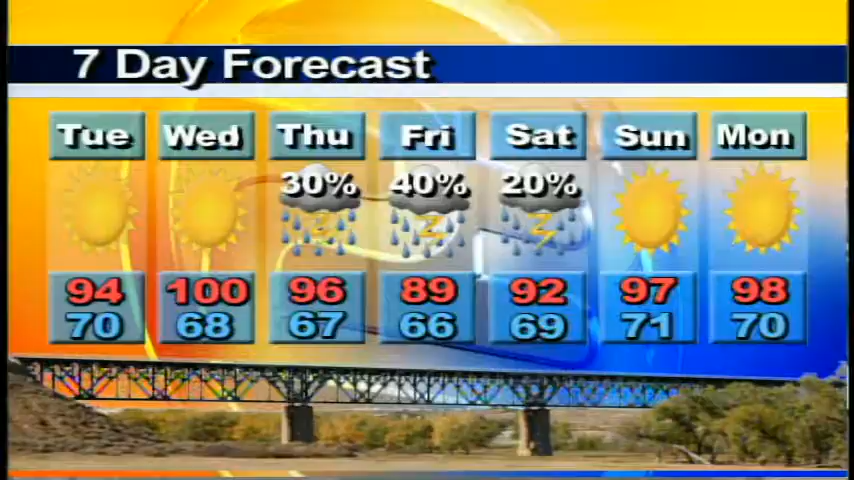 7 Day Forecast
Tue Wed Thu Fri Sat Sun Mon
30% 40% 20%
94 100 96 89 92 97 98
70 68 67 66 69 71 70